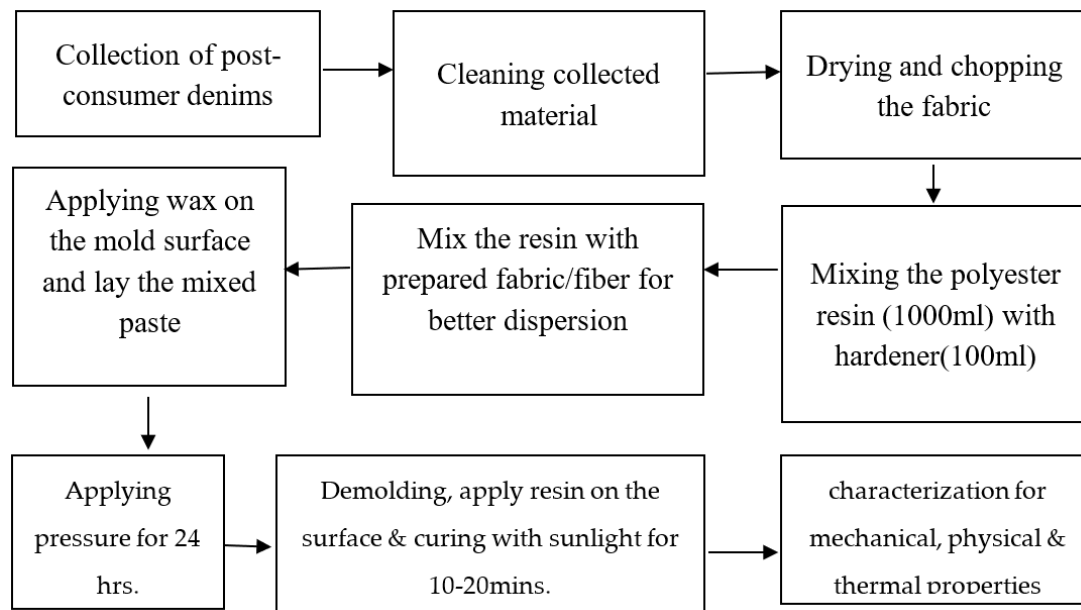 Collection of post-
consumer denims
Cleaning collected
material
Drying and chopping
the fabric
Mixing the polyester
resin (1000ml) with
hardener(100ml)
Mix the resin with
prepared fabric/fiber for
better dispersion
Applying wax on
the mold surface
and lay the mixed
paste
Applying
pressure for 24
hrs.
Demolding, apply resin on the
surface & curing with sunlight for
10-20mins.
characterization for
mechanical, physical &
thermal properties